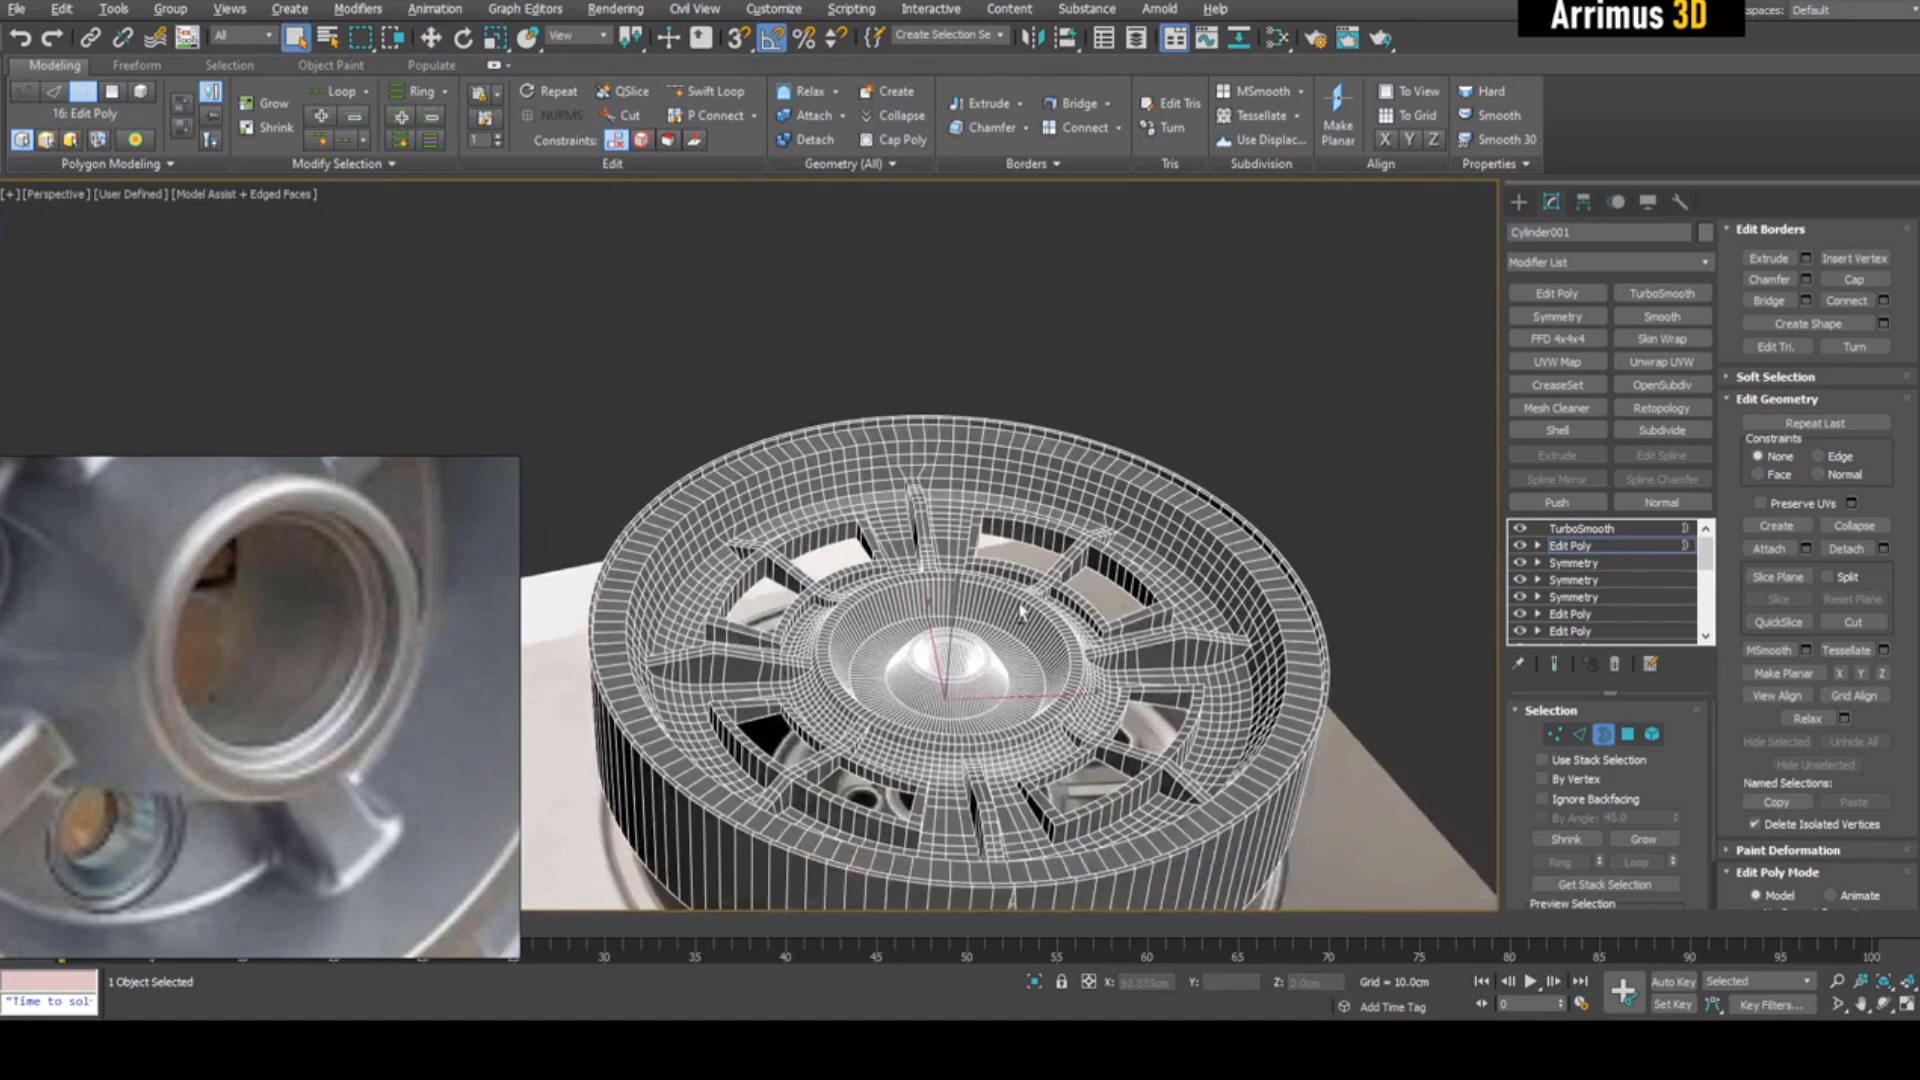 File Edit Tools Group Views Create Modifiers Animation Graph Editors Rendering Civil View Customize Scripting Interactive Content Substance Arnold Help
Arrimus 3D
spaces: Default
All View Create Selection Se
Modeling Freeform Selection Object Paint Populate
16: Edit Poly
Polygon Modeling
Grow
Shrink
Loop Ring
Modify Selection
Repeat QSlice Swift Loop
NURMS Cut P Connect
Constraints:
Edit
Relax Create
Attach Collapse
Detach Cap Poly
Geometry (All)
Extrude Bridge
Chamfer Connect
Borders
Edit Tris
Turn
Tris
MSmooth
Tessellate
Use Displac...
Subdivision
Make
Planar
To View
To Grid
X Y Z
Align
Hard
Smooth
Smooth 30
Properties
[+] [Perspective] [User Defined] [Model Assist + Edged Faces]
Cylinder001
Modifier List
Edit Poly TurboSmooth
Symmetry Smooth
FFD 4x4x4 Skin Wrap
UVW Map Unwrap UVW
CreaseSet OpenSubdiv
Mesh Cleaner Retopology
Shell Subdivide
Extrude Edit Spline
Spline Mirror Spline Chamfer
Push Normal
TurboSmooth
Edit Poly
Symmetry
Symmetry
Symmetry
Edit Poly
Edit Poly
Selection
Use Stack Selection
By Vertex
Ignore Backfacing
By Angle: 45.0
Shrink Grow
Ring Loop
Get Stack Selection
Preview Selection
Edit Borders
Extrude Insert Vertex
Chamfer Cap
Bridge Connect
Create Shape
Edit Tri. Turn
Soft Selection
Edit Geometry
Repeat Last
Constraints
None Edge
Face Normal
Preserve UVs
Create Collapse
Attach Detach
Slice Plane Split
Slice Reset Plane
QuickSlice Cut
MSmooth Tessellate
Make Planar X Y Z
View Align Grid Align
Relax
Hide Selected Unhide All
Hide Unselected
Named Selections:
Copy Paste
Delete Isolated Vertices
Paint Deformation
Edit Poly Mode
Model Animate
30 35 40 45 50 55 60 65 70 75 80 85 90 95 100
"Time to sol
1 Object Selected
X: Y: Z: 0.0cm Grid = 10.0cm
Add Time Tag
0
Auto Key Selected
Set Key Key Filters...